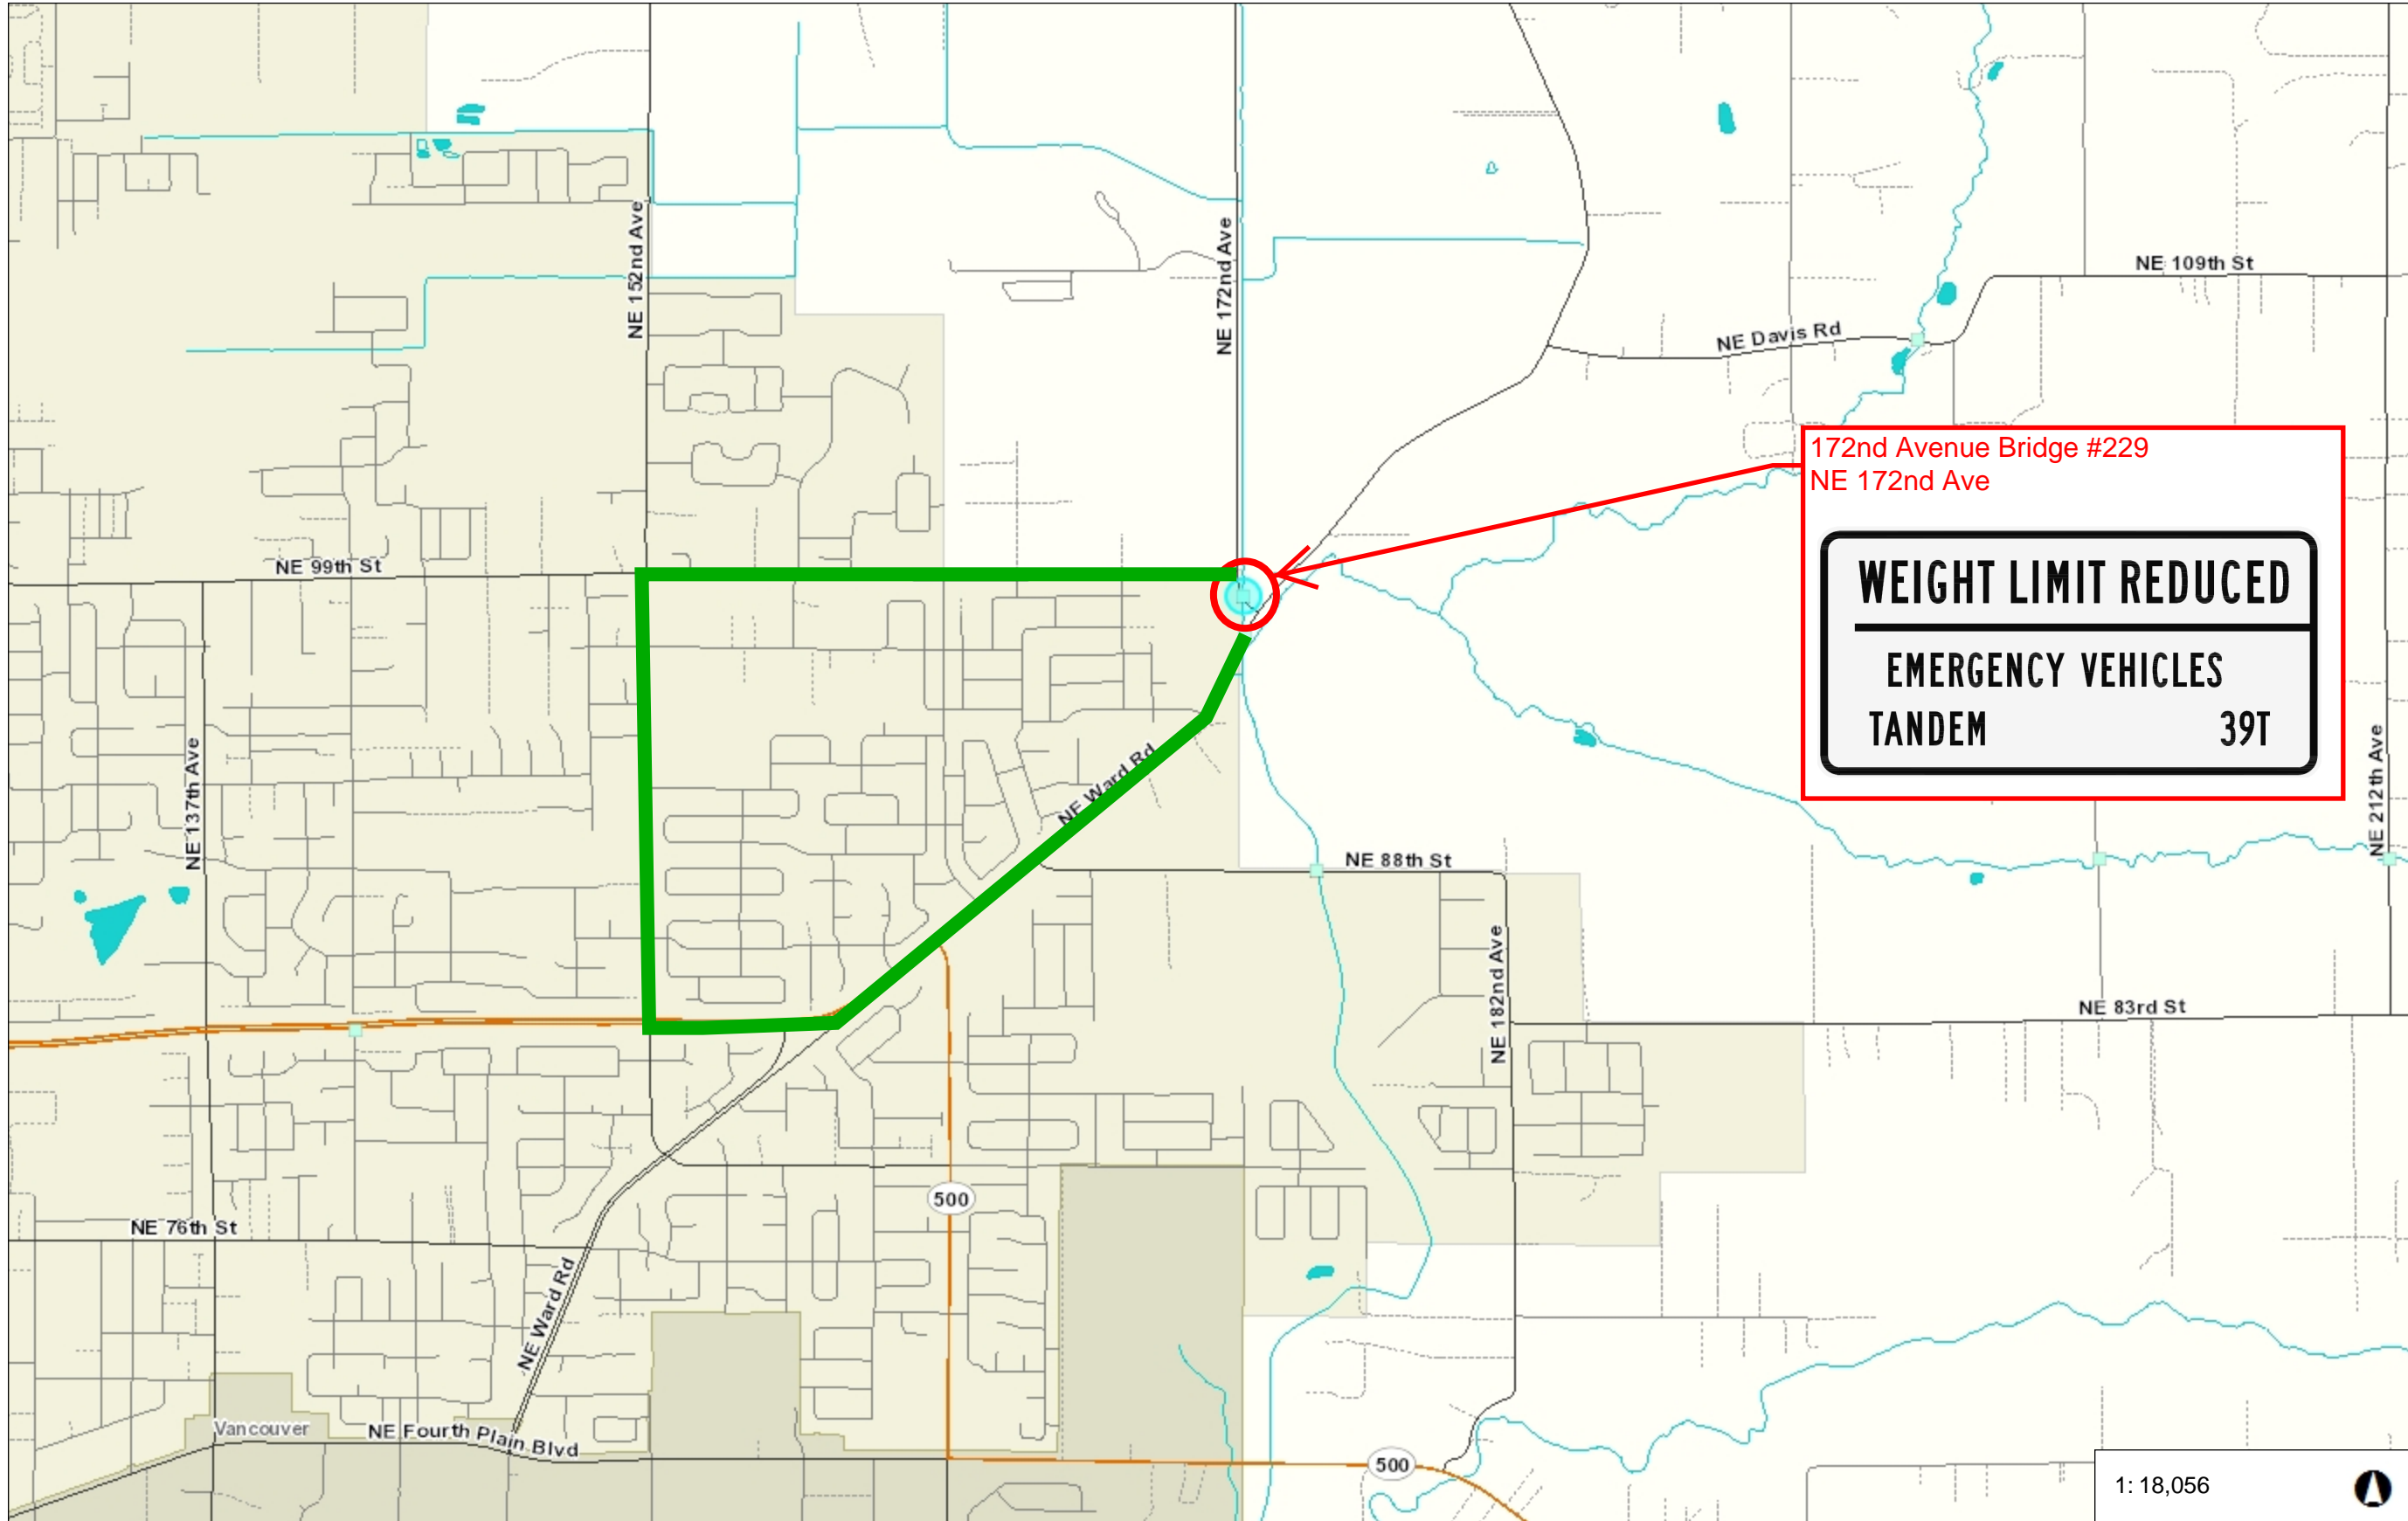 NE 152nd Ave
NE 172nd Ave
NE 109th St
NE Davis Rd
172nd Avenue Bridge #229
NE 172nd Ave
WEIGHT LIMIT REDUCED
EMERGENCY VEHICLES
TANDEM 39T
NE 99th St
NE 137th Ave
NE Ward Rd
NE 212th Ave
NE 88th St
NE 182nd Ave
NE 83rd St
500
NE 76th St
NE Ward Rd
Vancouver
NE Fourth Plain Blvd
500
1: 18,056